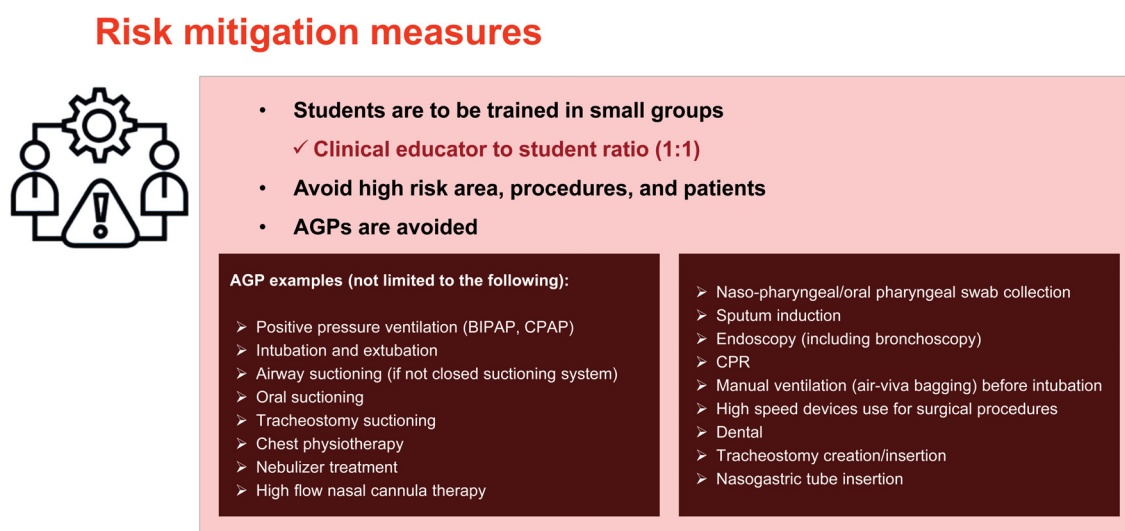 Risk mitigation measures
• Students are to be trained in small groups
✓ Clinical educator to student ratio (1:1)
• Avoid high risk area, procedures, and patients
• AGPs are avoided
AGP examples (not limited to the following):
➢ Positive pressure ventilation (BIPAP, CPAP)
➢ Intubation and extubation
➢ Airway suctioning (if not closed suctioning system)
➢ Oral suctioning
➢ Tracheostomy suctioning
➢ Chest physiotherapy
➢ Nebulizer treatment
➢ High flow nasal cannula therapy
➢ Naso-pharyngeal/oral pharyngeal swab collection
➢ Sputum induction
➢ Endoscopy (including bronchoscopy)
➢ CPR
➢ Manual ventilation (air-viva bagging) before intubation
➢ High speed devices use for surgical procedures
➢ Dental
➢ Tracheostomy creation/insertion
➢ Nasogastric tube insertion